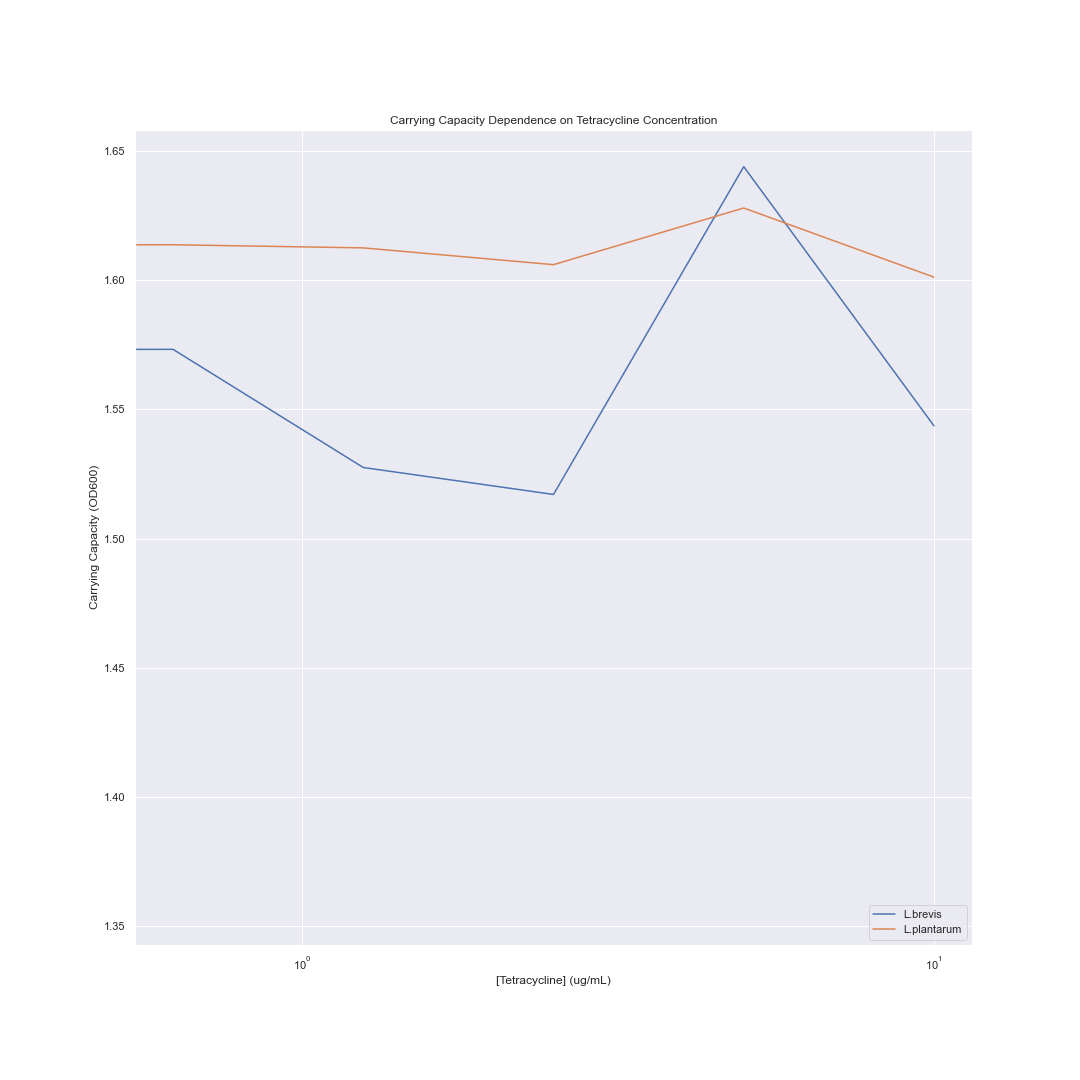 Carrying Capacity Dependence on Tetracycline Concentration
1.65
1.60
1.55
1.50
1.45
1.40
1.35
Carrying Capacity (OD600)
L.brevis
L.plantarum
10⁰
10¹
[Tetracycline] (ug/mL)